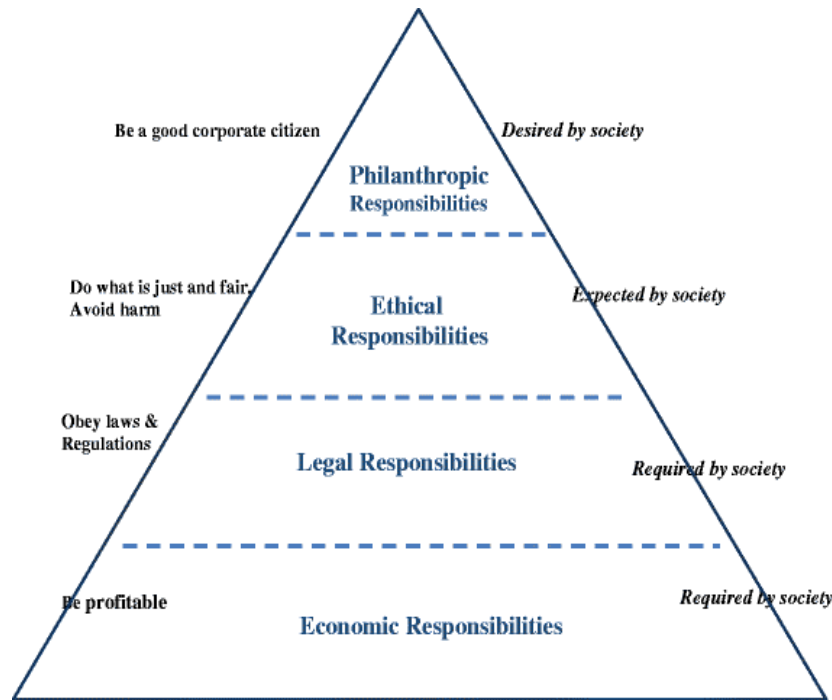 Be a good corporate citizen
Desired by society
Philanthropic
Responsibilities
Do what is just and fair,
Avoid harm
Expected by society
Ethical
Responsibilities
Obey laws &
Regulations
Legal Responsibilities
Required by society
Be profitable
Required by society
Economic Responsibilities